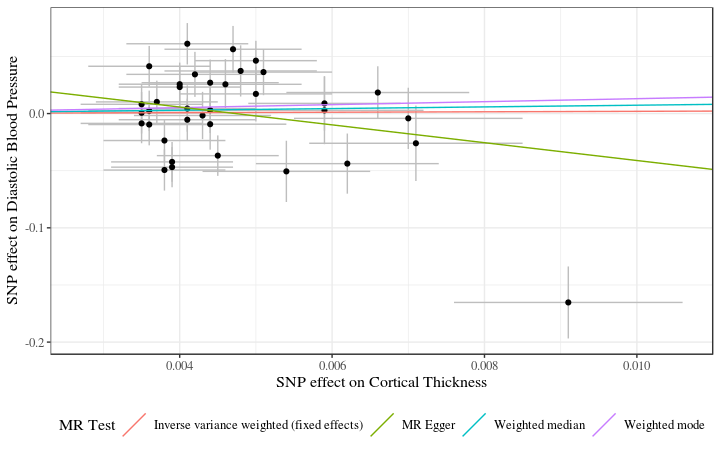 SNP effect on Diastolic Blood Pressure
0.0
-0.1
-0.2
0.004
0.006
0.008
0.010
SNP effect on Cortical Thickness
MR Test
Inverse variance weighted (fixed effects)
MR Egger
Weighted median
Weighted mode